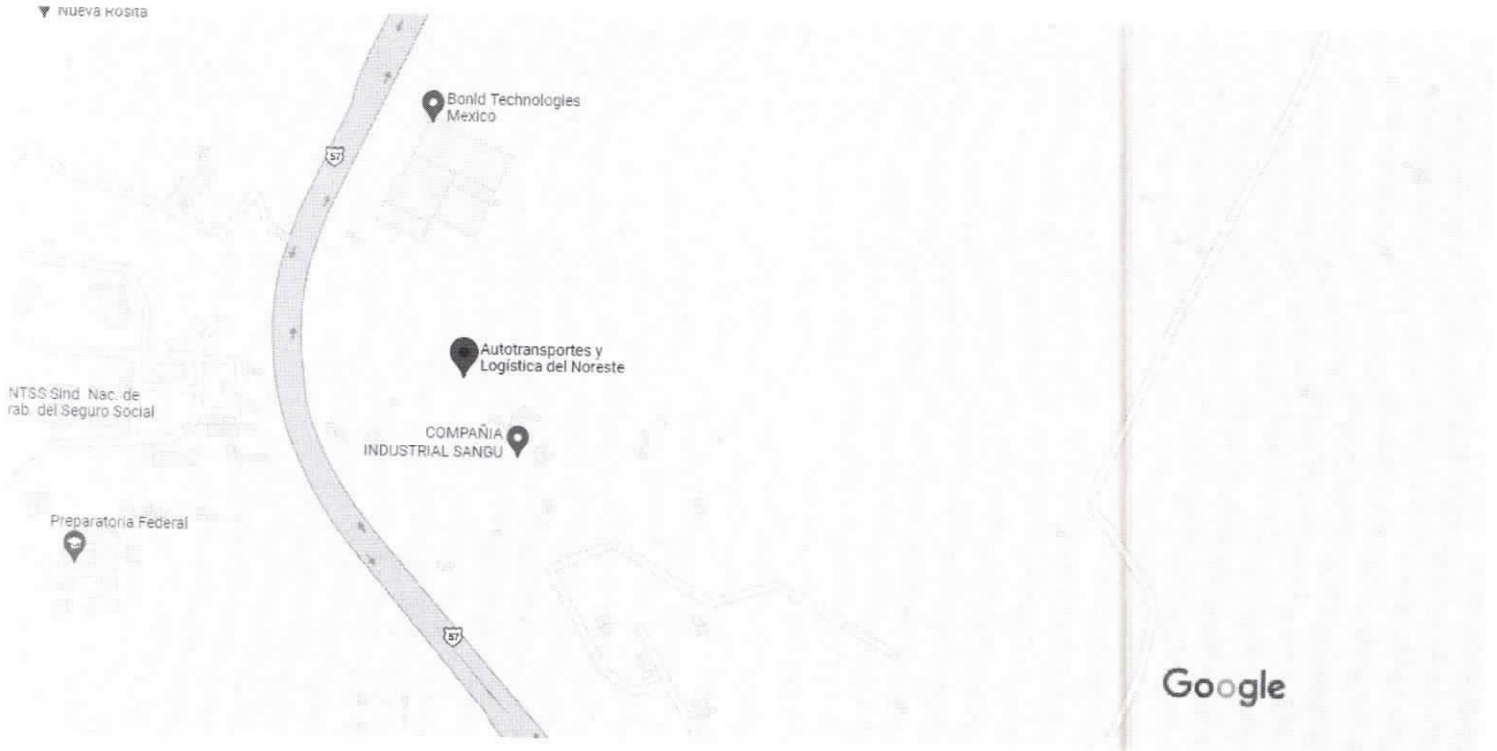 Nueva Rosita
Bonld Technologies
Mexico
57
Autotransportes y
Logística del Noreste
NTSS Sind. Nac. de
rab. del Seguro Social
COMPAÑIA
INDUSTRIAL SANGU
Preparatoria Federal
57
Google